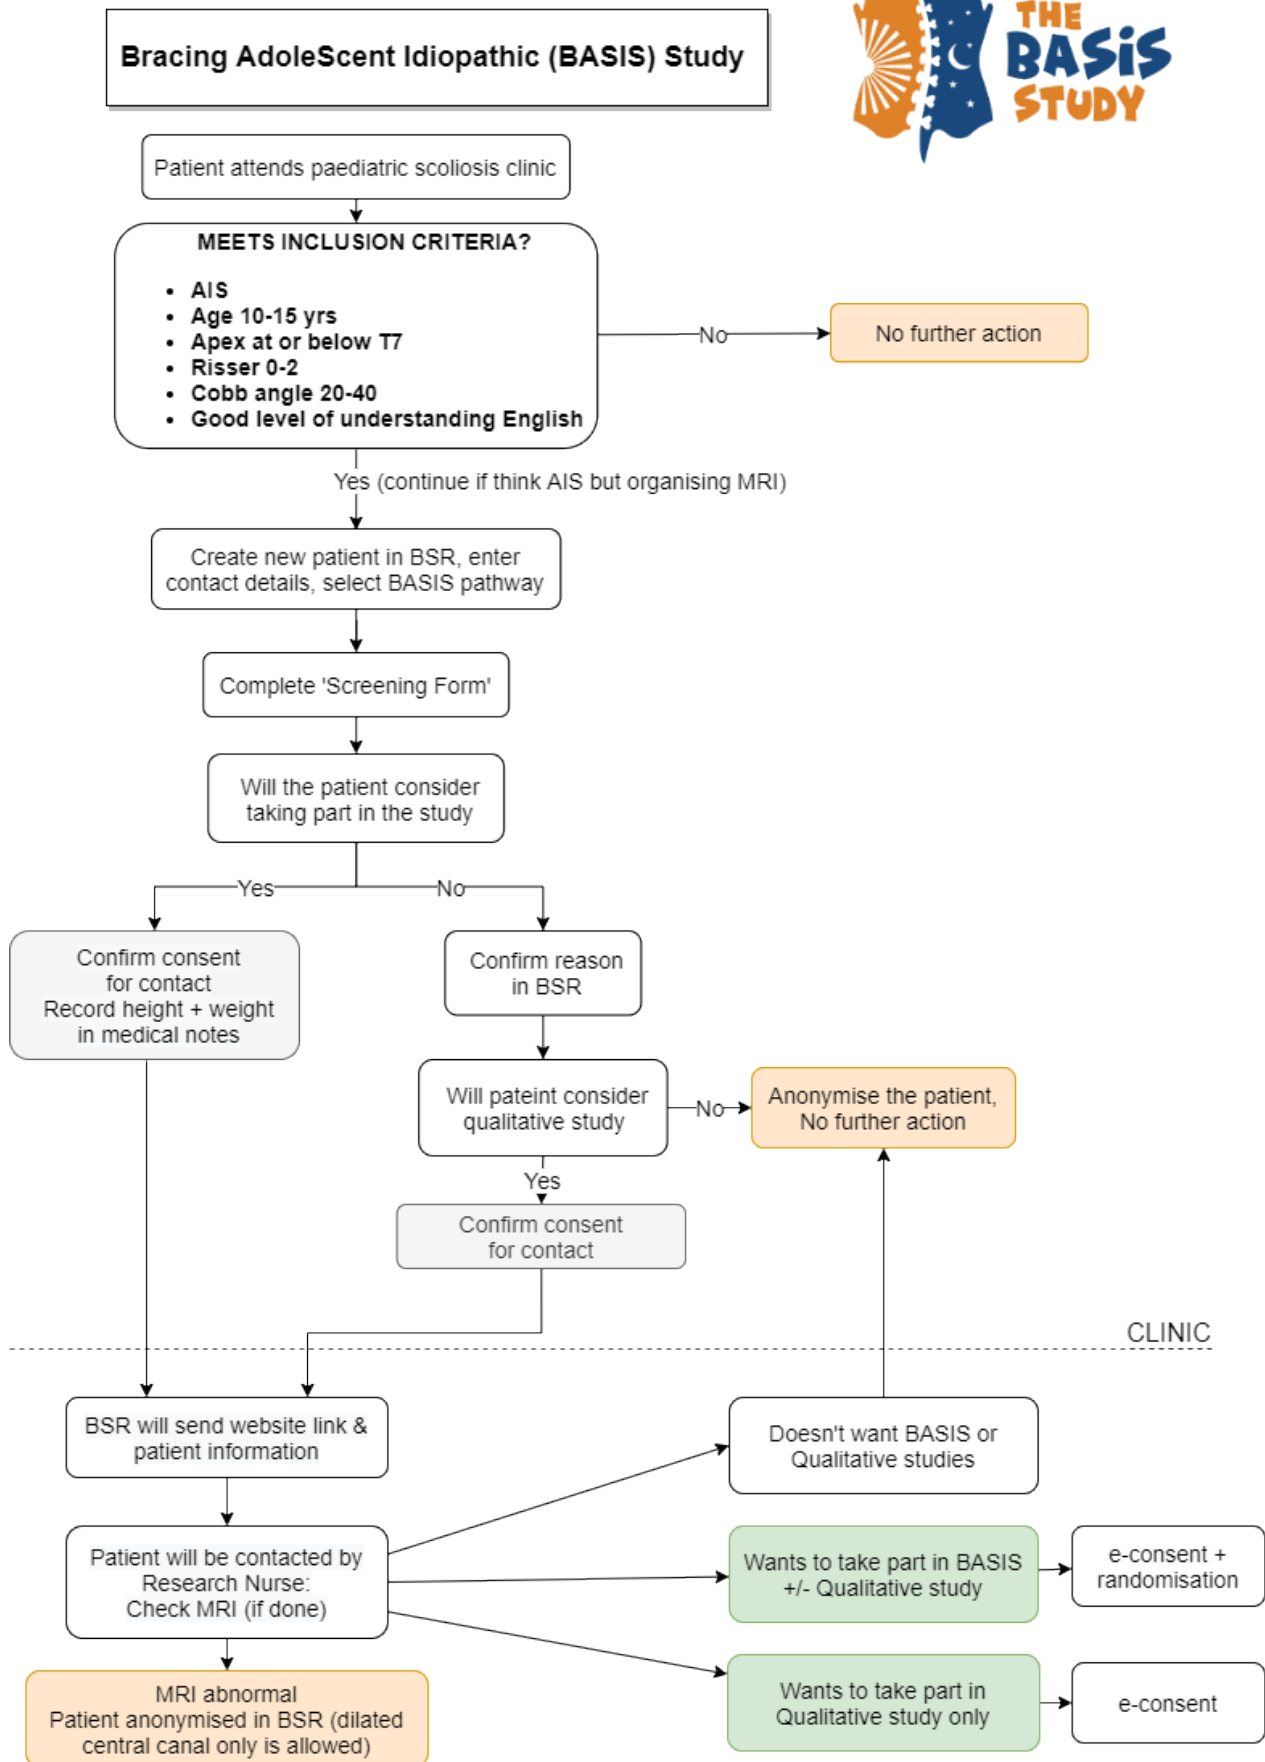 THE
BASIS
STUDY
Bracing AdoleScent Idiopathic (BASIS) Study
Patient attends paediatric scoliosis clinic
MEETS INCLUSION CRITERIA?
• AIS
• Age 10-15 yrs
• Apex at or below T7
• Risser 0-2
• Cobb angle 20-40
• Good level of understanding English
No
No further action
Yes (continue if think AIS but organising MRI)
Create new patient in BSR, enter
contact details, select BASIS pathway
Complete 'Screening Form'
Will the patient consider
taking part in the study
Yes
No
Confirm consent
for contact
Record height + weight
in medical notes
Confirm reason
in BSR
Will pateint consider
qualitative study
No
Anonymise the patient,
No further action
Yes
Confirm consent
for contact
CLINIC
BSR will send website link &
patient information
Doesn't want BASIS or
Qualitative studies
Patient will be contacted by
Research Nurse:
Check MRI (if done)
Wants to take part in BASIS
+/- Qualitative study
e-consent +
randomisation
MRI abnormal
Patient anonymised in BSR (dilated
central canal only is allowed)
Wants to take part in
Qualitative study only
e-consent